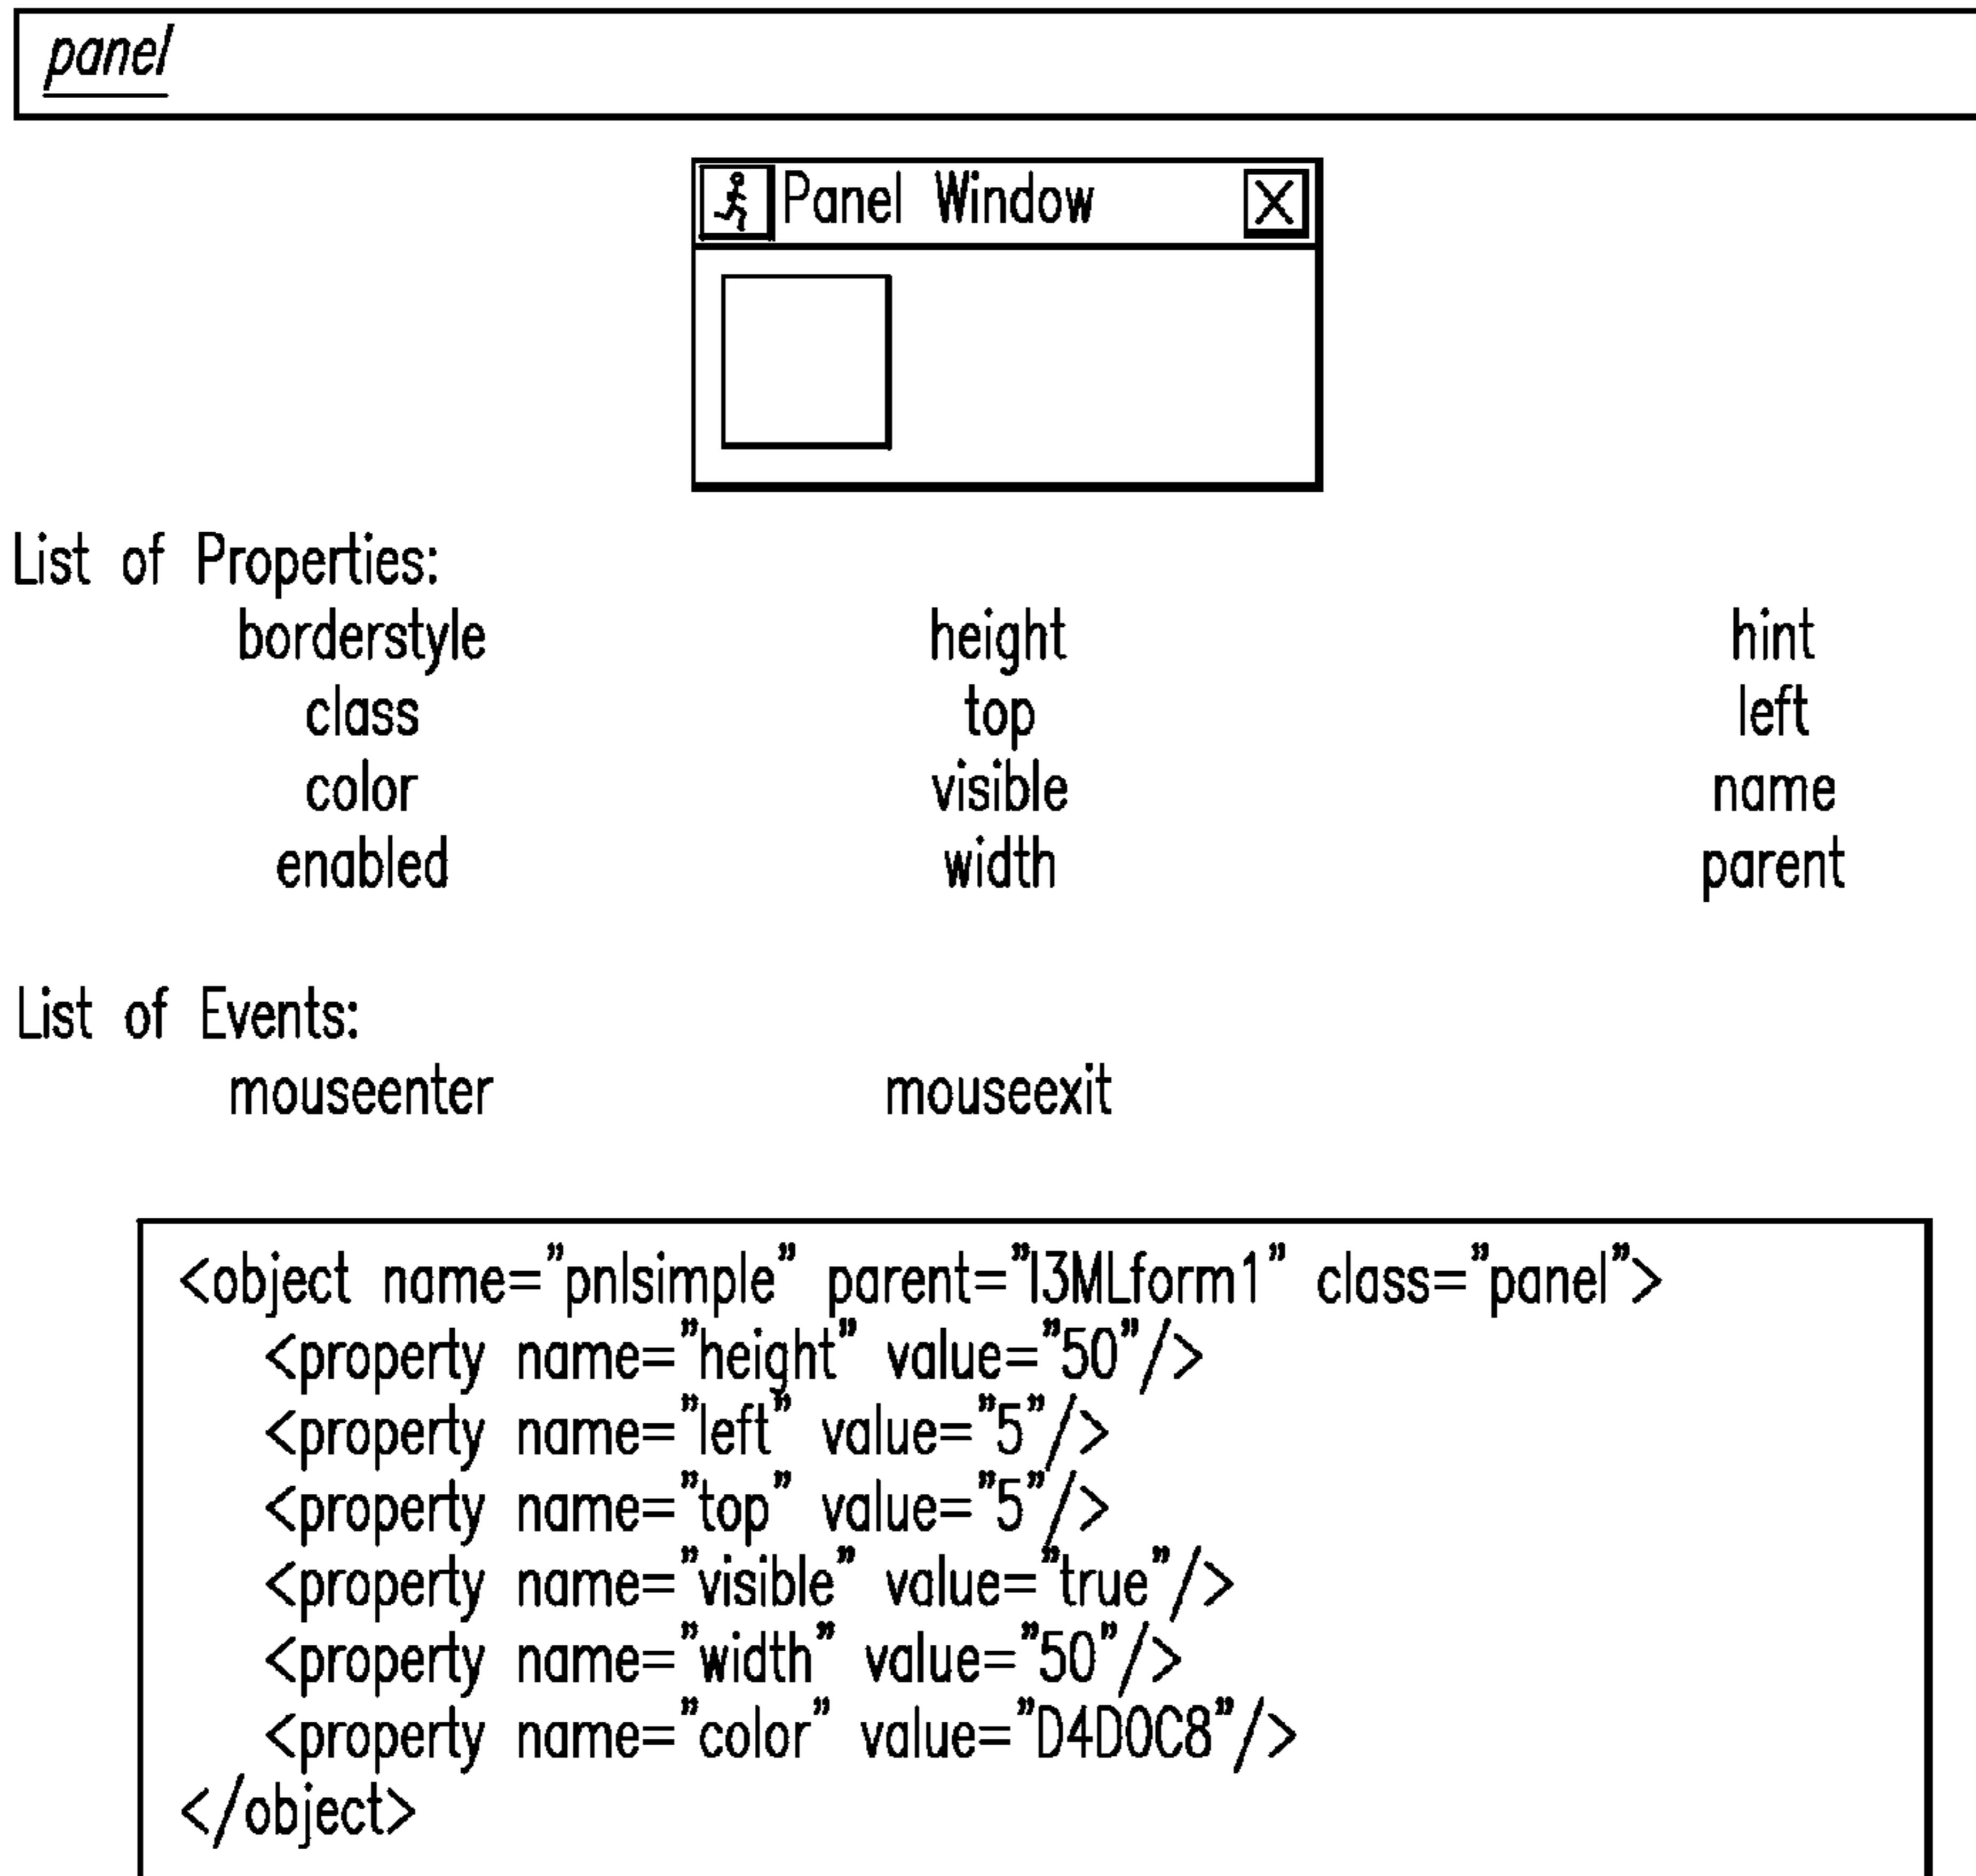 panel
Panel Window
List of Properties:
borderstyle height hint
class top left
color visible name
enabled width parent
List of Events:
mouseenter mouseexit
<object name="pnlsimple" parent="I3MLform1" class="panel">
<property name="height" value="50"/>
<property name="left" value="5"/>
<property name="top" value="5"/>
<property name="visible" value="true"/>
<property name="width" value="50"/>
<property name="color" value="D4D0C8"/>
</object>